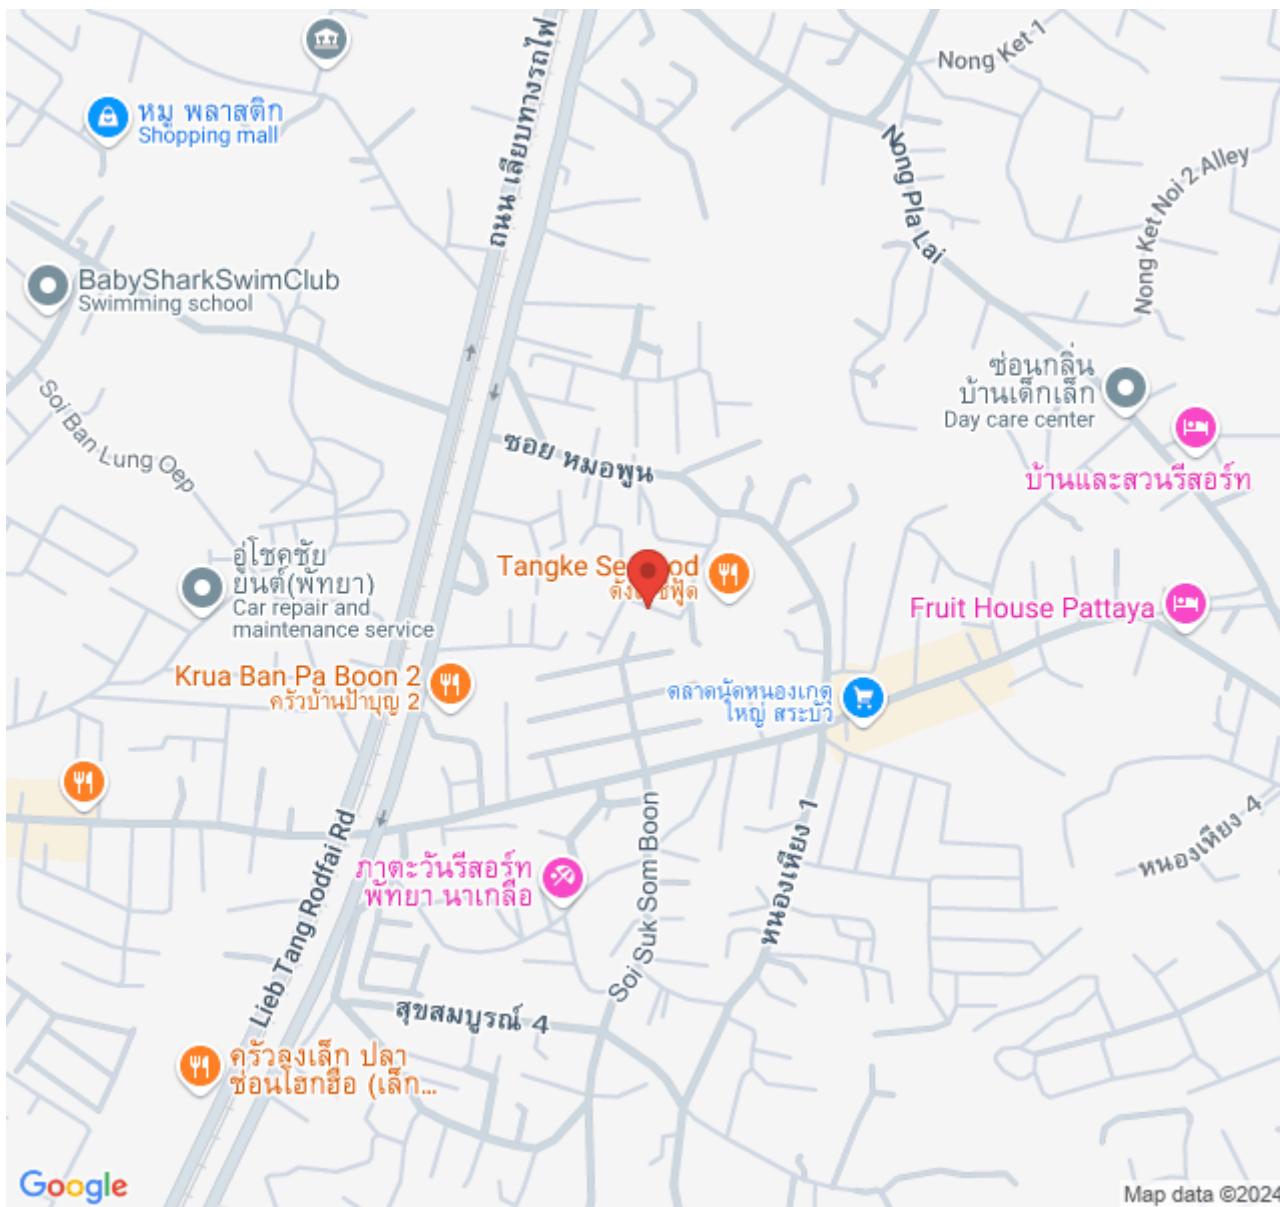 Nong Ket 1
ถนน เลียบทางรถไฟ
หมู พลาสติก
Shopping mall
Nong Pla Lai
Nong Ket Noi 2 Alley
BabySharkSwimClub
Swimming school
ซ่อนกลิ่น
บ้านเด็กเล็ก
Day care center
Soi Ban Lung Oep
ซอย หมอพูน
บ้านและสวนรีสอร์ท
อู่โชคชัย
ยนต์(พัทยา)
Car repair and
maintenance service
Tangke Se od
ซีฟู้ด
Fruit House Pattaya
Krua Ban Pa Boon 2
ครัวบ้านป้าบุญ 2
ตลาดนัดหนองเกตุ
ใหญ่ สระบัว
Lieb Tang Rodfai Rd
Soi Suk Som Boon
หนองเหียง 1
หนองเหียง 4
ภาตะวันรีสอร์ท
พัทยา นาเกลือ
สุขสมบูรณ์ 4
ครัวลุงเล็ก ปลา
ช่อนโฮกฮือ (เล็ก...
Google
Map data ©2024